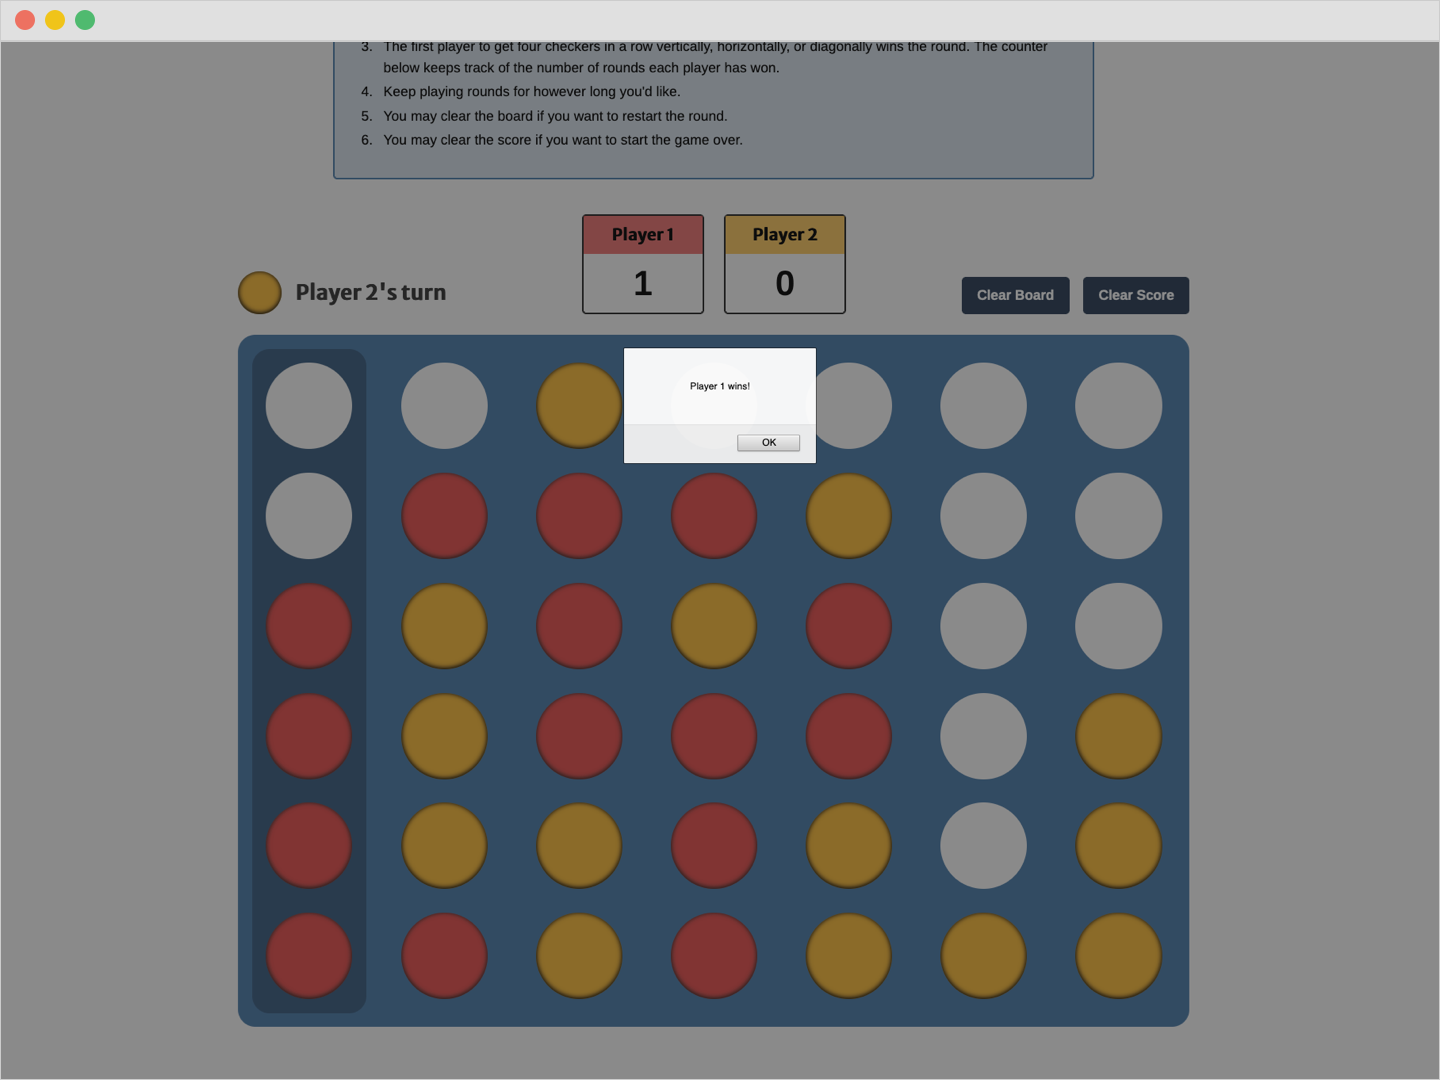 3. The first player to get four checkers in a row vertically, horizontally, or diagonally wins the round. The counter
below keeps track of the number of rounds each player has won.
4. Keep playing rounds for however long you'd like.
5. You may clear the board if you want to restart the round.
6. You may clear the score if you want to start the game over.
Player 1
Player 2
1
0
Player 2's turn
Clear Board
Clear Score
Player 1 wins!
OK